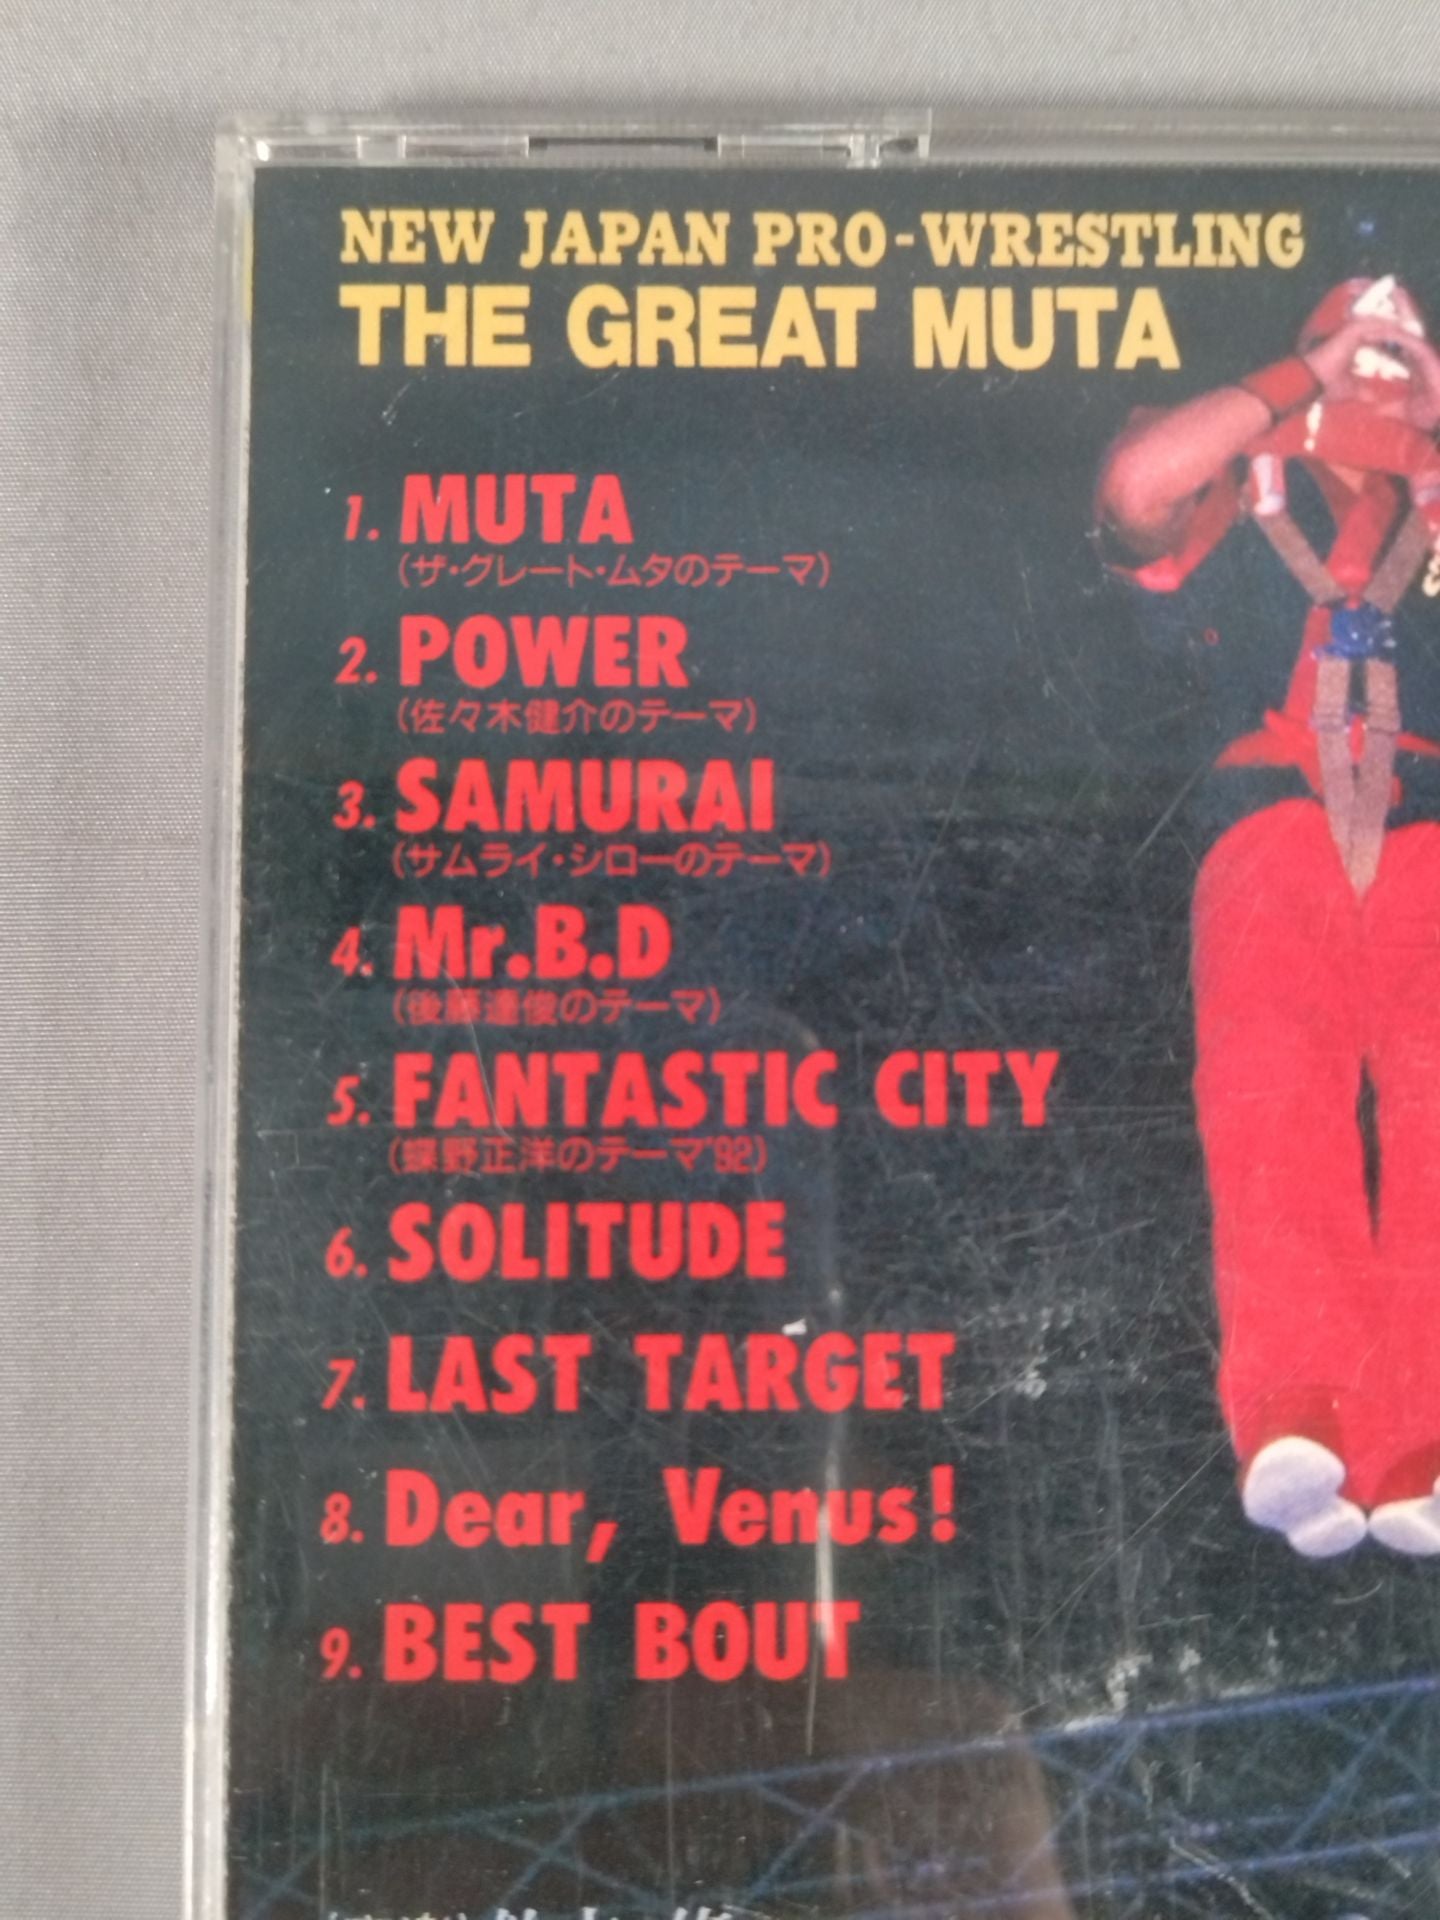 NEW JAPAN PRO-WRESTLING
THE GREAT MUTA
1. MUTA
(ザ・グレート・ムタのテーマ)
2. POWER
(佐々木健介のテーマ)
3. SAMURAI
(サムライ・シローのテーマ)
4. Mr.B.D
(後藤達俊のテーマ)
5. FANTASTIC CITY
(蝶野正洋のテーマ'92)
6. SOLITUDE
7. LAST TARGET
8. Dear, Venus!
9. BEST BOUT